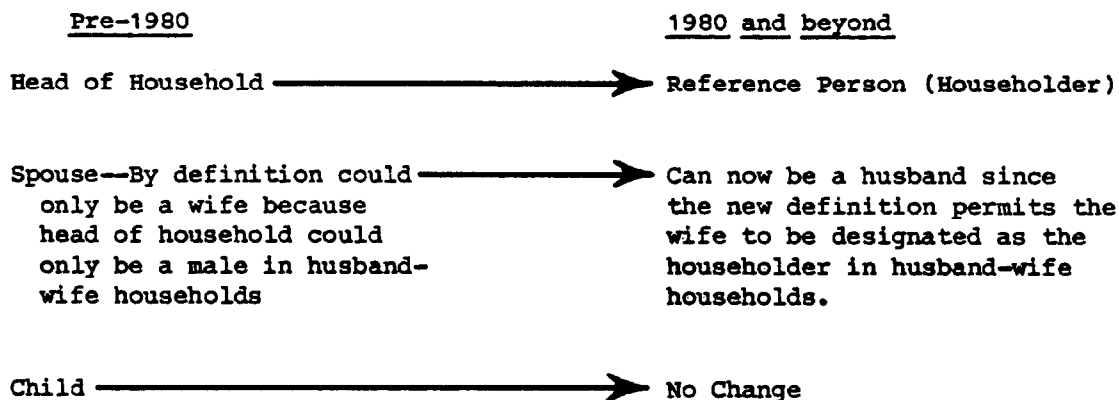 Pre-1980
1980 and beyond
Head of Household
Reference Person (Householder)
Spouse--By definition could
only be a wife because
head of household could
only be a male in husband-
wife households
Can now be a husband since
the new definition permits the
wife to be designated as the
householder in husband-wife
households.
Child
No Change